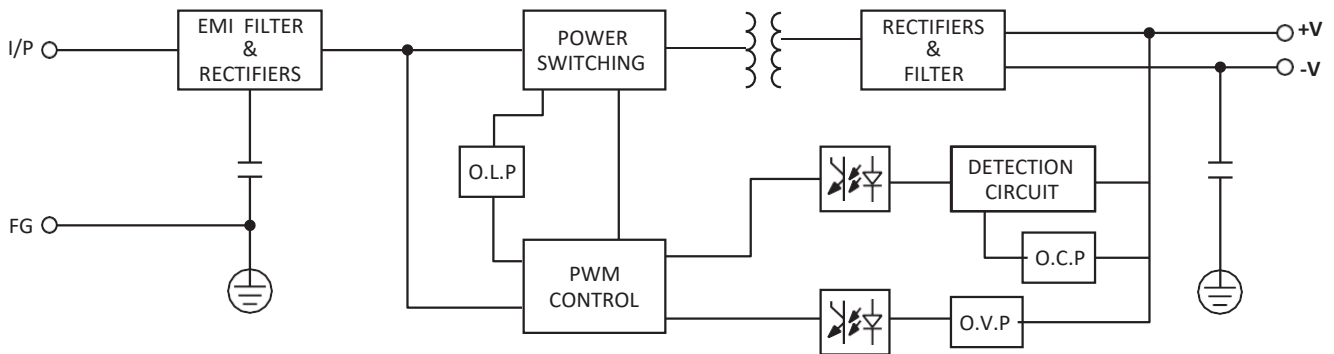 I/P
EMI FILTER
&
RECTIFIERS
POWER
SWITCHING
RECTIFIERS
&
FILTER
+V
-V
O.L.P
DETECTION
CIRCUIT
FG
PWM
CONTROL
O.C.P
O.V.P